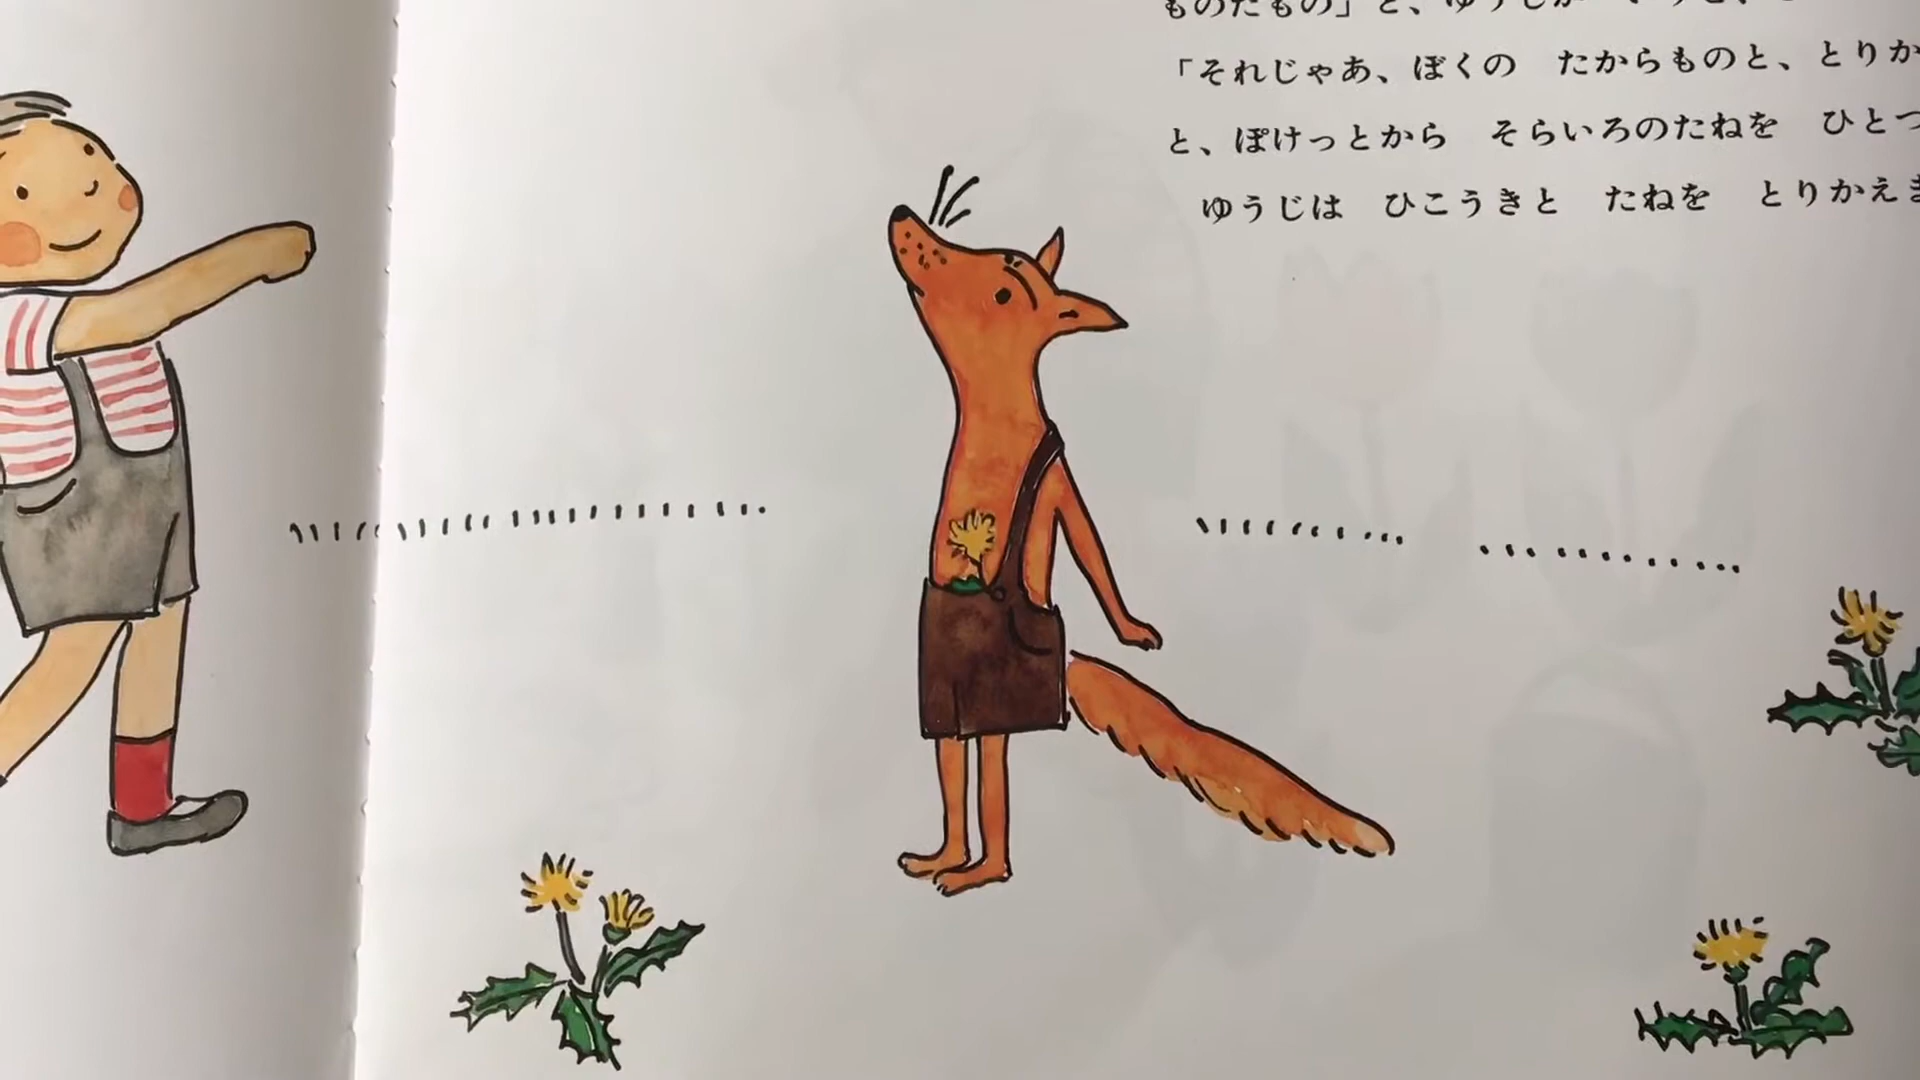 ものだもの」と、ゆうじが
「それじゃあ、ぼくの　たからものと、とりか
と、ぽけっとから　そらいろのたねを　ひとつ
ゆうじは　ひこうきと　たねを　とりかえま